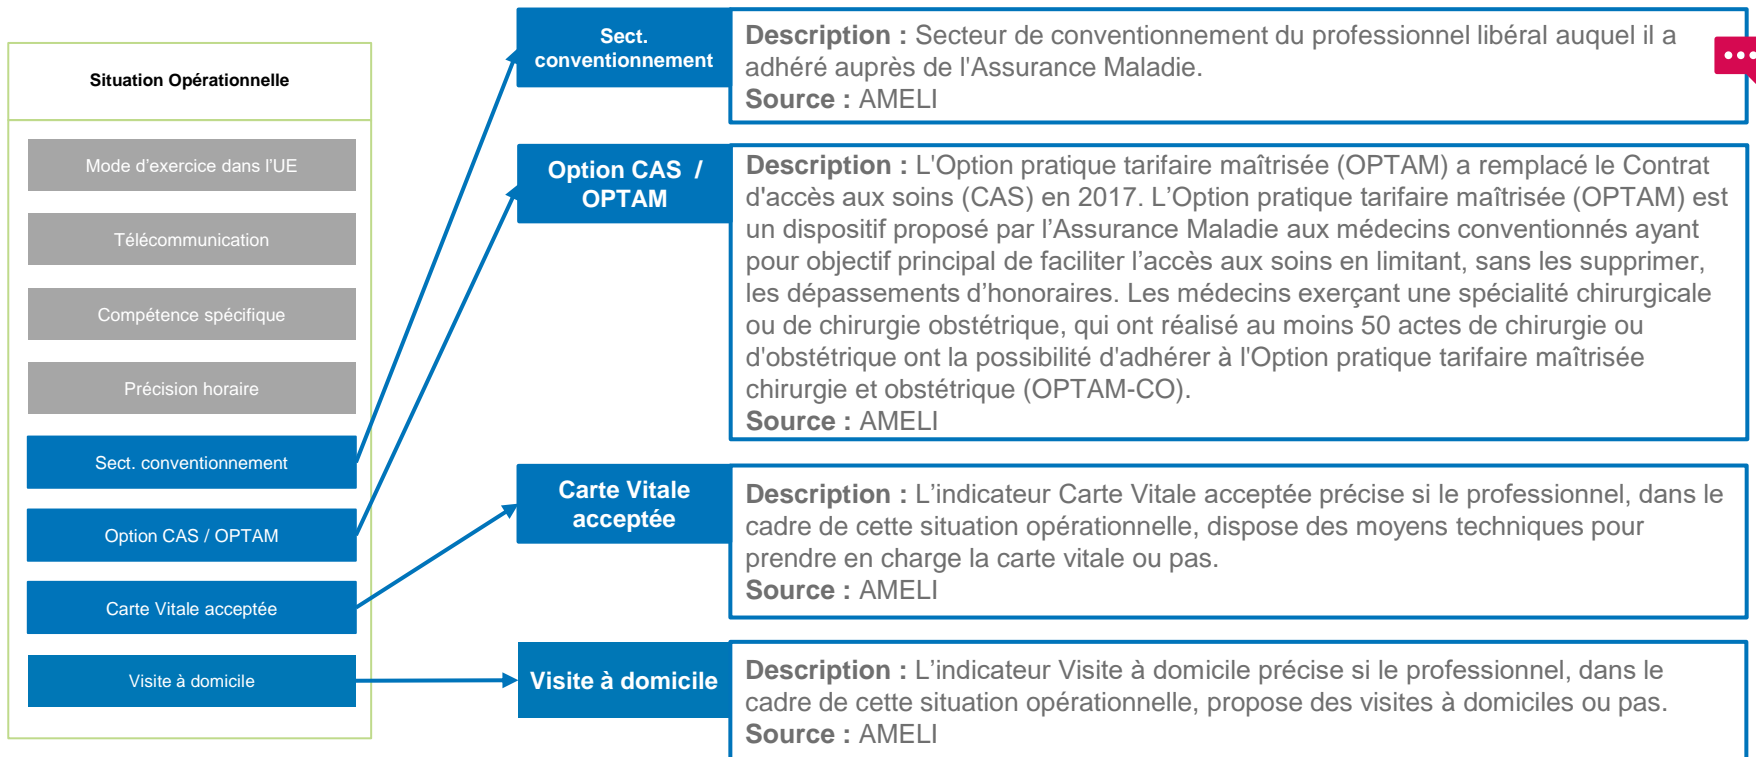 Situation Opérationnelle
Mode d'exercice dans l'UE
Télécommunication
Compétence spécifique
Précision horaire
Sect. conventionnement
Option CAS / OPTAM
Carte Vitale acceptée
Visite à domicile
Sect.
conventionnement
Description : Secteur de conventionnement du professionnel libéral auquel il a
adhéré auprès de l'Assurance Maladie.
Source : AMELI
Option CAS /
OPTAM
Description : L'Option pratique tarifaire maîtrisée (OPTAM) a remplacé le Contrat
d'accès aux soins (CAS) en 2017. L’Option pratique tarifaire maîtrisée (OPTAM) est
un dispositif proposé par l’Assurance Maladie aux médecins conventionnés ayant
pour objectif principal de faciliter l’accès aux soins en limitant, sans les supprimer,
les dépassements d’honoraires. Les médecins exerçant une spécialité chirurgicale
ou de chirurgie obstétrique, qui ont réalisé au moins 50 actes de chirurgie ou
d'obstétrique ont la possibilité d'adhérer à l'Option pratique tarifaire maîtrisée
chirurgie et obstétrique (OPTAM-CO).
Source : AMELI
Carte Vitale
acceptée
Description : L’indicateur Carte Vitale acceptée précise si le professionnel, dans le
cadre de cette situation opérationnelle, dispose des moyens techniques pour
prendre en charge la carte vitale ou pas.
Source : AMELI
Visite à domicile
Description : L’indicateur Visite à domicile précise si le professionnel, dans le
cadre de cette situation opérationnelle, propose des visites à domiciles ou pas.
Source : AMELI